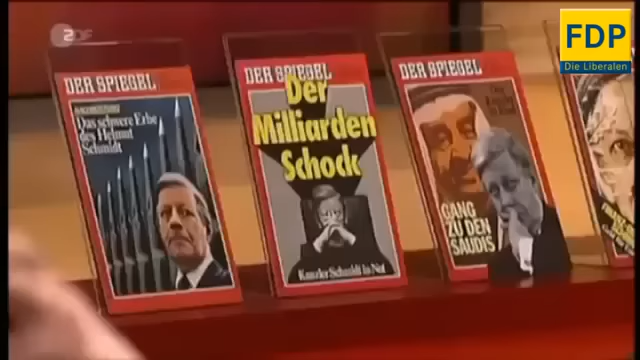 ZDF
FDP
Die Liberalen
DER SPIEGEL
Das schwere Erbe
des Helmut
Schmidt
DER SPIEGEL
Der
Milliarden
Schock
Kanzler Schmidt in Not
DER SPIEGEL
GANG
ZU DEN
SAUDIS